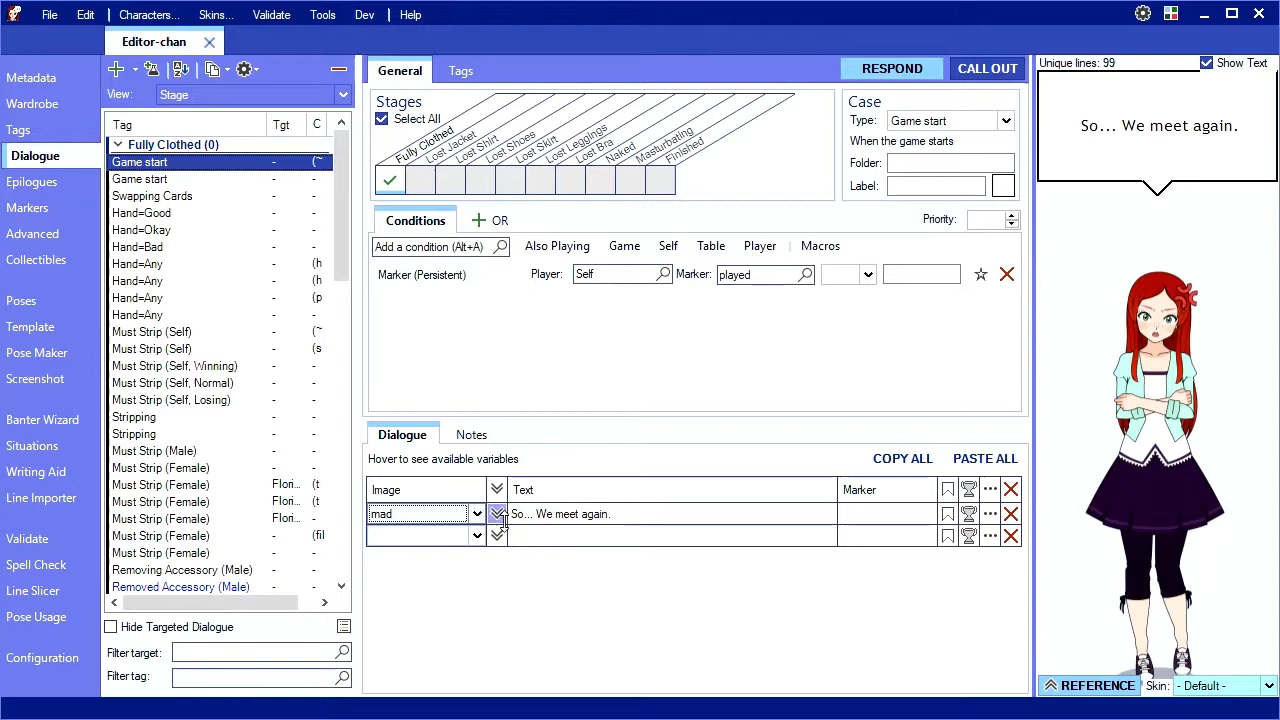 File Edit Characters... Skins... Validate Tools Dev Help
Editor-chan
Metadata
Wardrobe
Tags
Dialogue
Epilogues
Markers
Advanced
Collectibles
Poses
Template
Pose Maker
Screenshot
Banter Wizard
Situations
Writing Aid
Line Importer
Validate
Spell Check
Line Slicer
Pose Usage
Configuration
View: Stage
Tag Tgt C
Fully Clothed (0)
Game start - (~
Game start - -
Swapping Cards - -
Hand=Good - -
Hand=Okay - -
Hand=Bad - -
Hand=Any - (h
Hand=Any - (h
Hand=Any - (p
Hand=Any - -
Must Strip (Self) - (~
Must Strip (Self) - (s
Must Strip (Self, Winning) - -
Must Strip (Self, Normal) - -
Must Strip (Self, Losing) - -
Stripping - -
Stripping - -
Must Strip (Male) - -
Must Strip (Female) - -
Must Strip (Female) Flori... (t
Must Strip (Female) Flori... -
Must Strip (Female) Flori... (t
Must Strip (Female) - (fil
Must Strip (Female) - -
Removing Accessory (Male) - -
Removed Accessory (Male) - -
Hide Targeted Dialogue
Filter target:
Filter tag:
General Tags
RESPOND CALL OUT
Stages
Select All
Fully Clothed
Lost Jacket
Lost Shirt
Lost Shoes
Lost Skirt
Lost Leggings
Lost Bra
Naked
Masturbating
Finished
Case
Type: Game start
When the game starts
Folder:
Label:
Conditions OR Priority:
Add a condition (Alt+A) Also Playing Game Self Table Player Macros
Marker (Persistent) Player: Self Marker: played
Dialogue Notes
Hover to see available variables COPY ALL PASTE ALL
Image Text Marker
mad So... We meet again.
Unique lines: 99 Show Text
So... We meet again.
REFERENCE Skin: - Default -